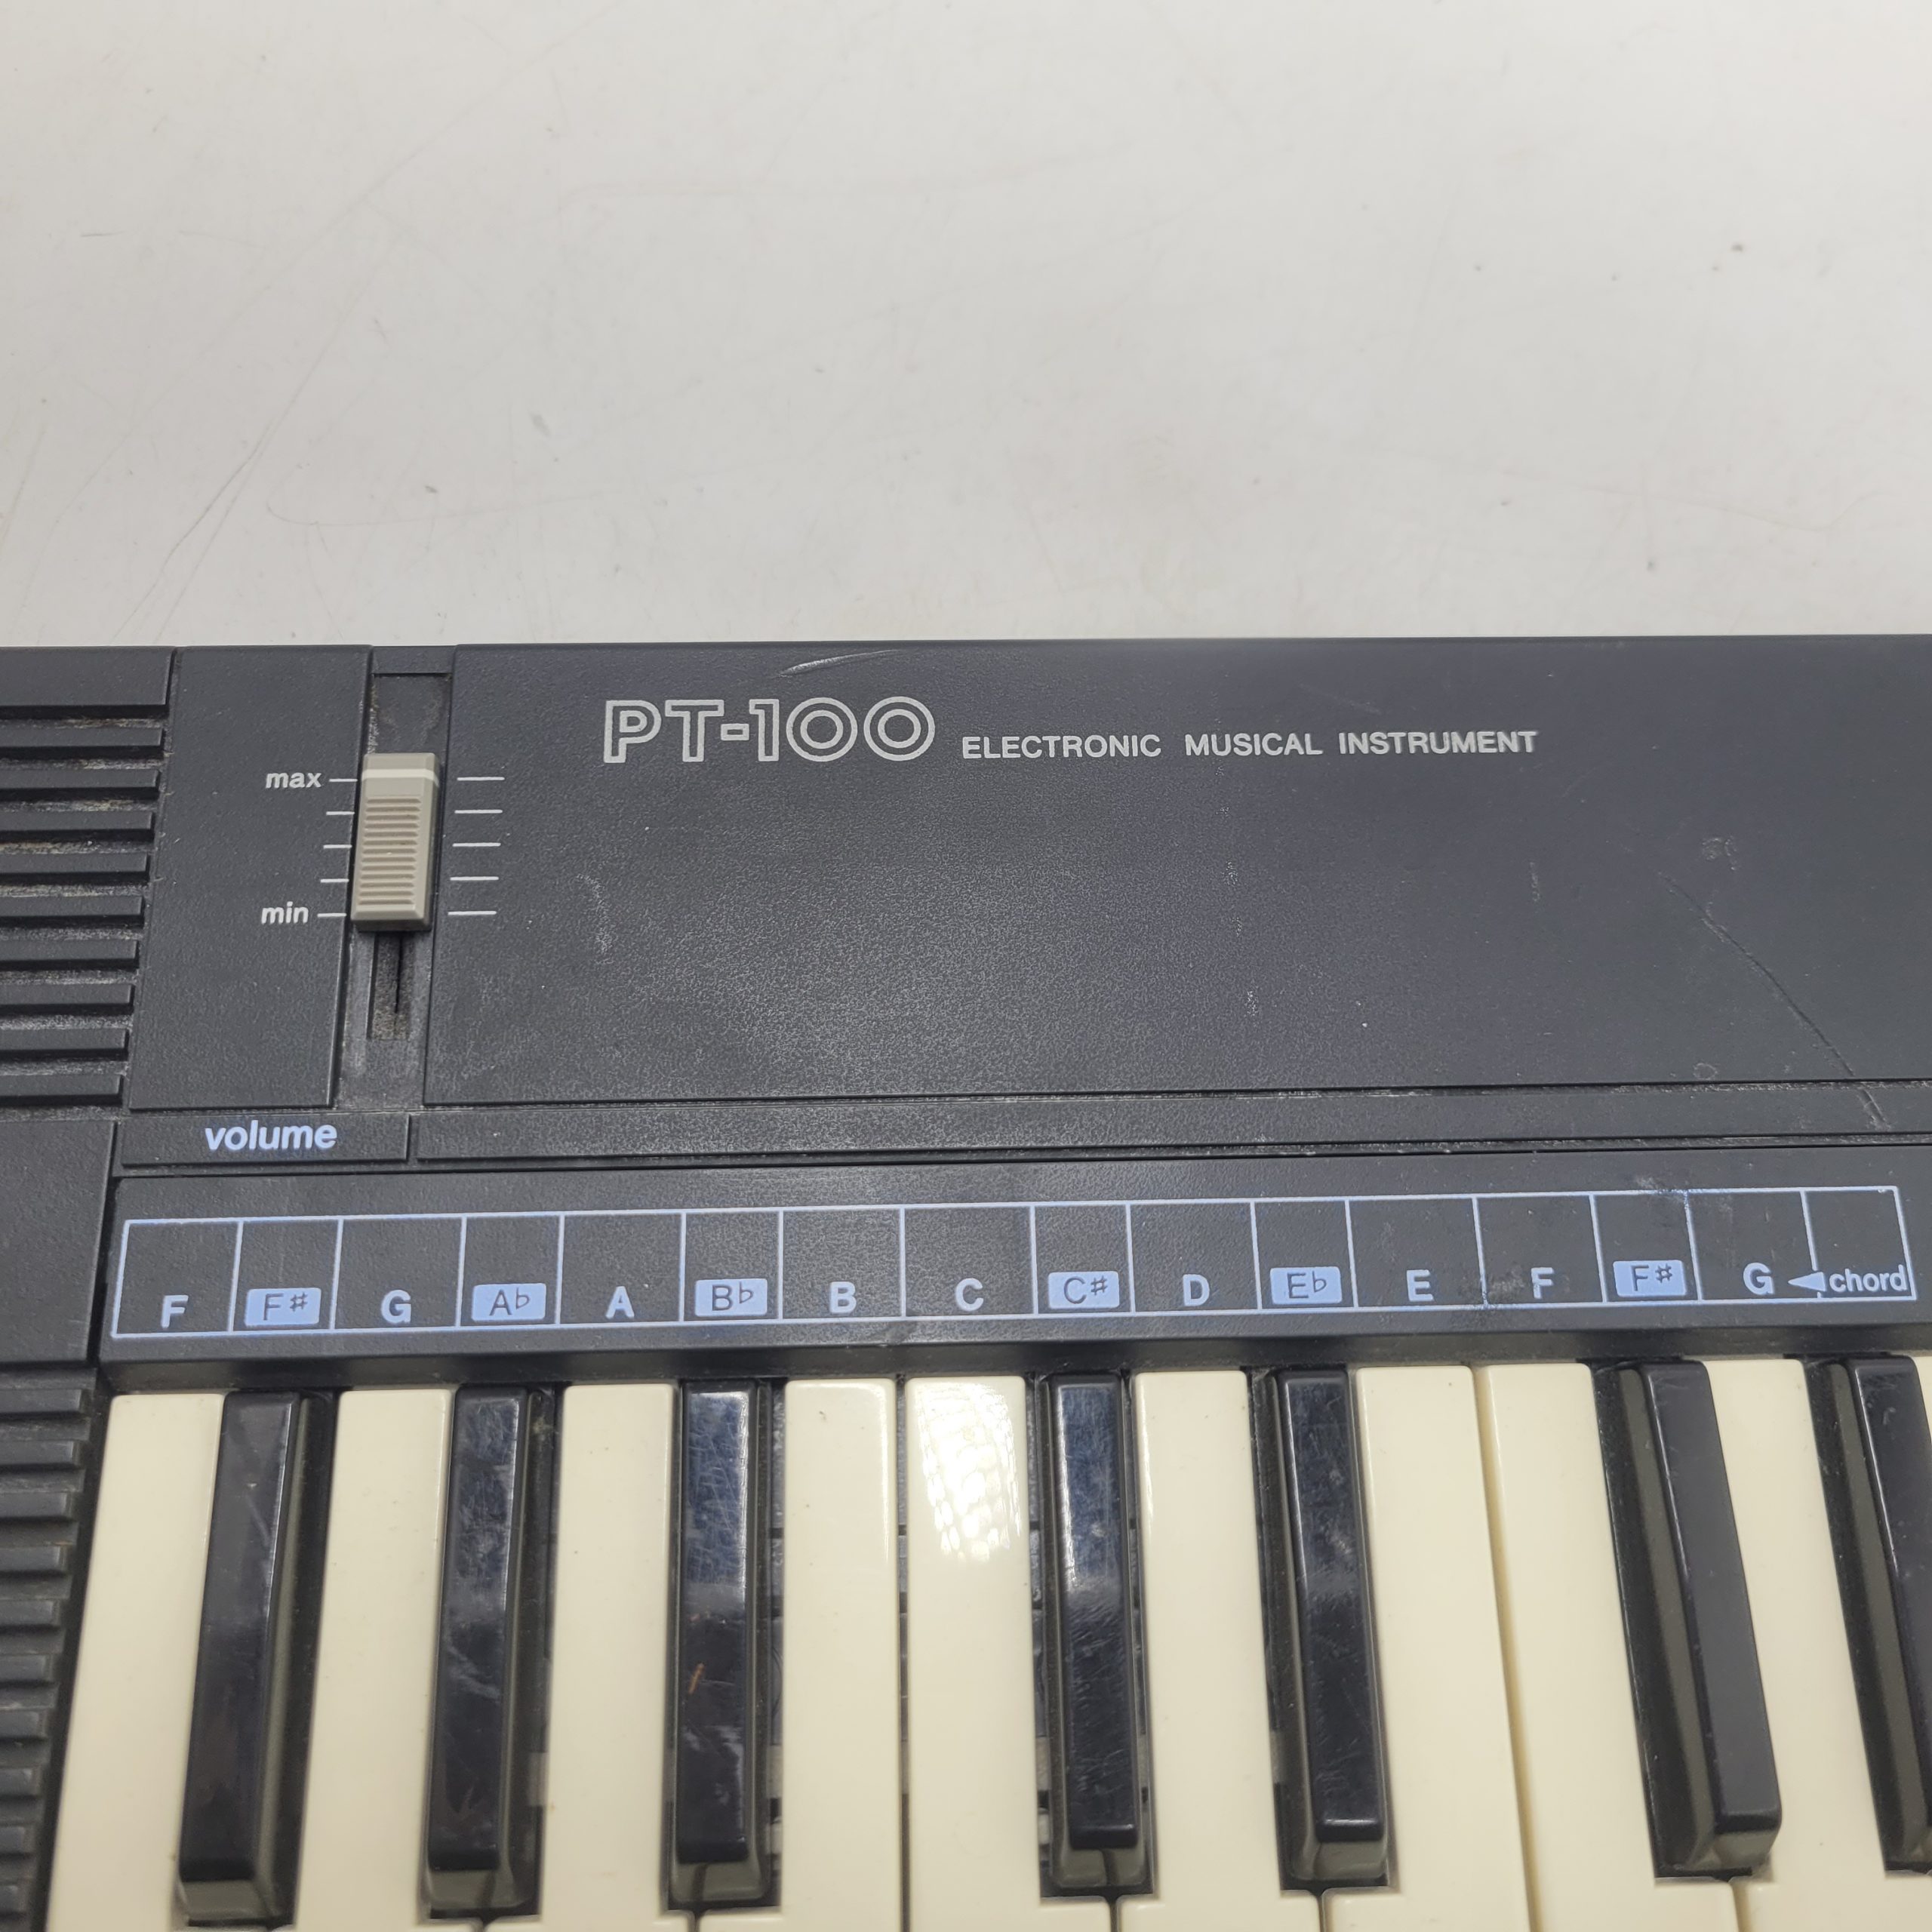 PT-100 ELECTRONIC MUSICAL INSTRUMENT
max
min
volume
F F♯ G A♭ A B♭ B C C♯ D E♭ E F F♯ G ◀chord